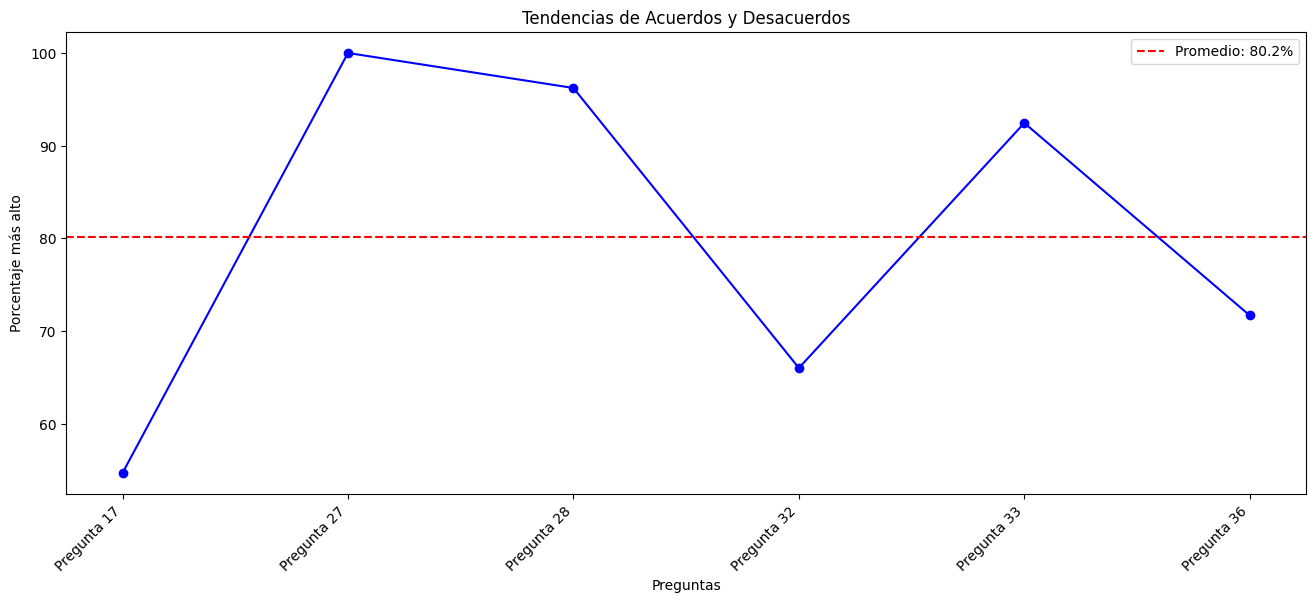 Tendencias de Acuerdos y Desacuerdos
Promedio: 80.2%
Porcentaje más alto
100
90
80
70
60
Pregunta 17
Pregunta 27
Pregunta 28
Pregunta 32
Pregunta 33
Pregunta 36
Preguntas